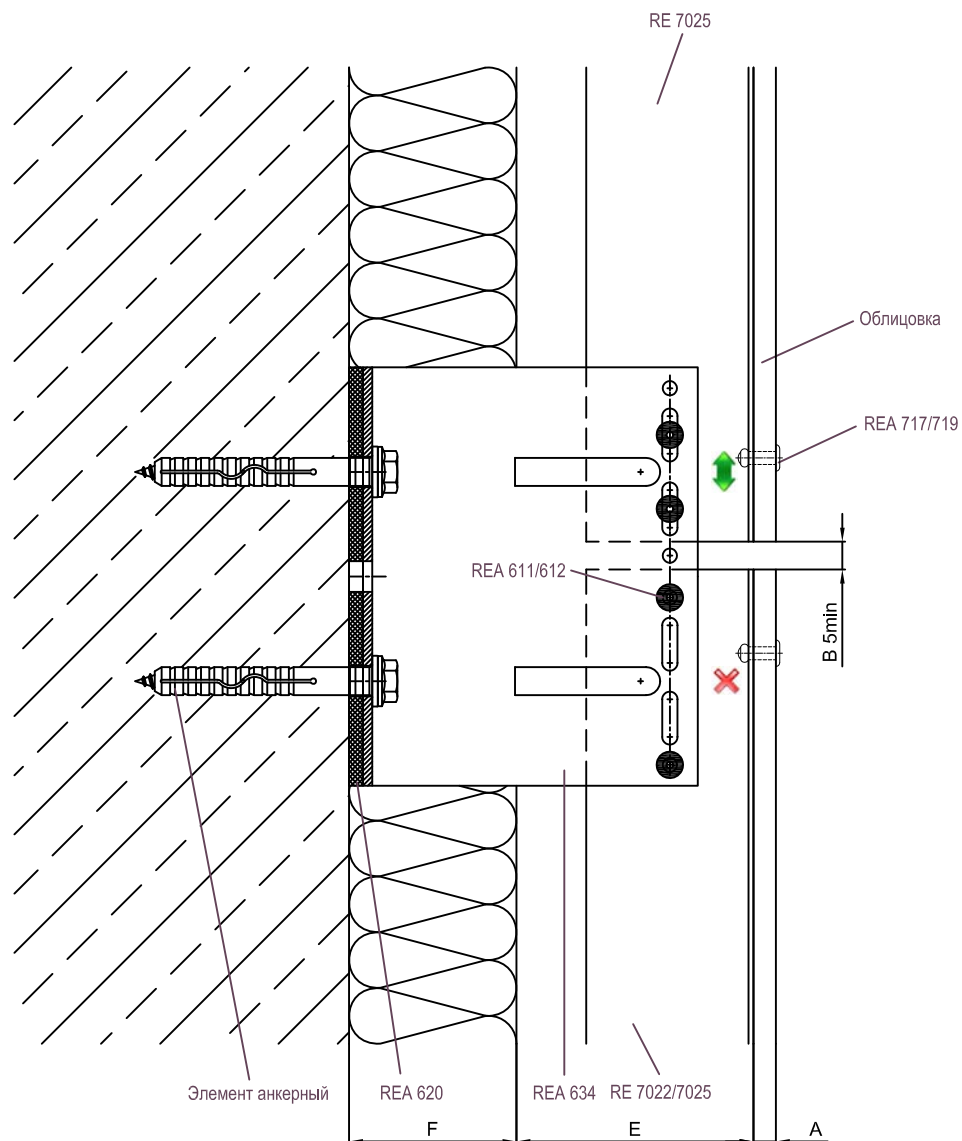 RE 7025
Облицовка
REA 717/719
REA 611/612
B 5min
Элемент анкерный
REA 620
REA 634
RE 7022/7025
F
E
A